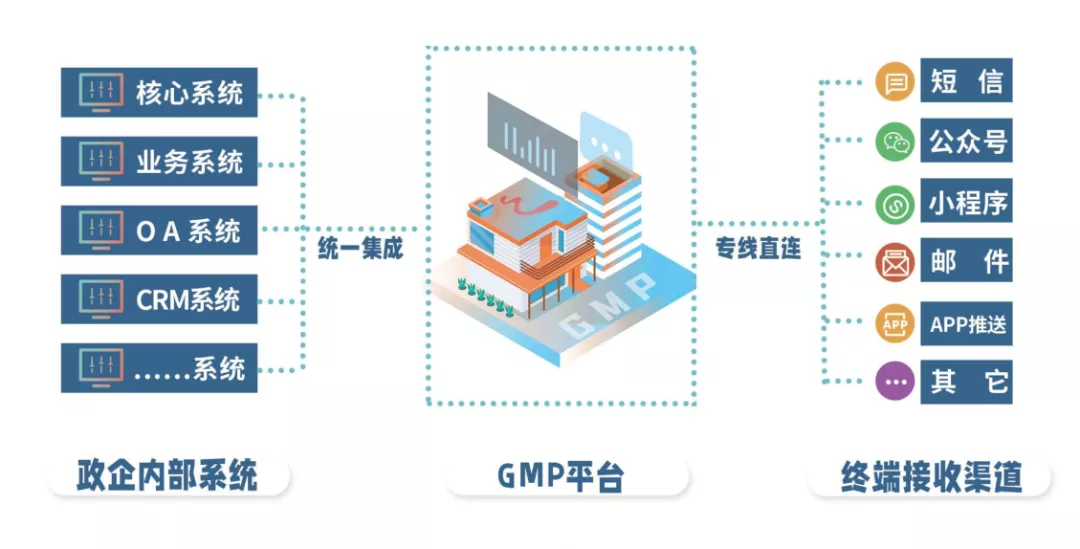 核心系统
业务系统
OA系统
CRM系统
......系统
统一集成
GMP
专线直连
短信
公众号
小程序
邮件
APP
APP推送
其它
政企内部系统
GMP平台
终端接收渠道